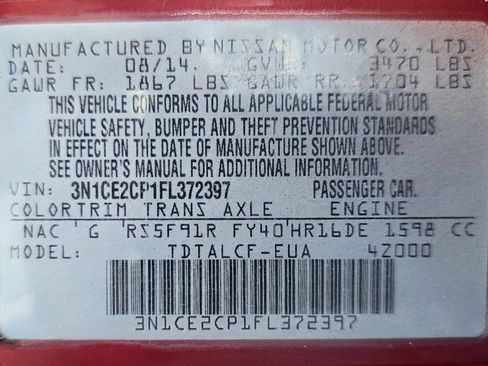 MANUFACTURED BY NISSAN MOTOR CO., LTD.
DATE: 08/14. GVWR: 3470 LBS
GAWR FR: 1867 LBS GAWR RR: 1704 LBS
THIS VEHICLE CONFORMS TO ALL APPLICABLE FEDERAL MOTOR
VEHICLE SAFETY, BUMPER AND THEFT PREVENTION STANDARDS
IN EFFECT ON THE DATE OF MANUFACTURE SHOWN ABOVE.
SEE OWNER'S MANUAL FOR ADDITIONAL INFORMATION.
VIN: 3N1CE2CP1FL372397 PASSENGER CAR.
COLORTRIM TRANS AXLE ENGINE
NAC G RS5F91R FY40 HR16DE 1598 CC
MODEL: TDTALCF-EUA 4Z000
3N1CE2CP1FL372397